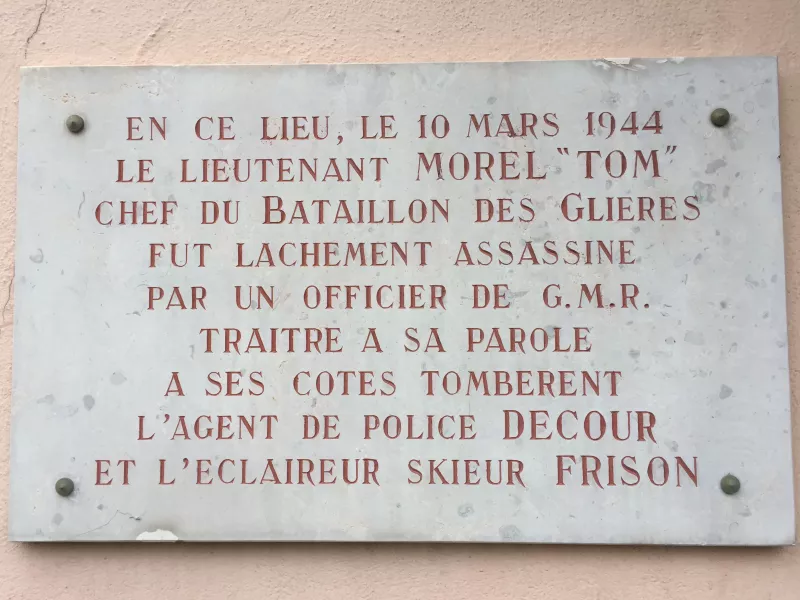 EN CE LIEU, LE 10 MARS 1944
LE LIEUTENANT MOREL "TOM"
CHEF DU BATAILLON DES GLIERES
FUT LACHEMENT ASSASSINE
PAR UN OFFICIER DE G.M.R.
TRAITRE A SA PAROLE
A SES COTES TOMBERENT
L'AGENT DE POLICE DECOUR
ET L'ECLAIREUR SKIEUR FRISON